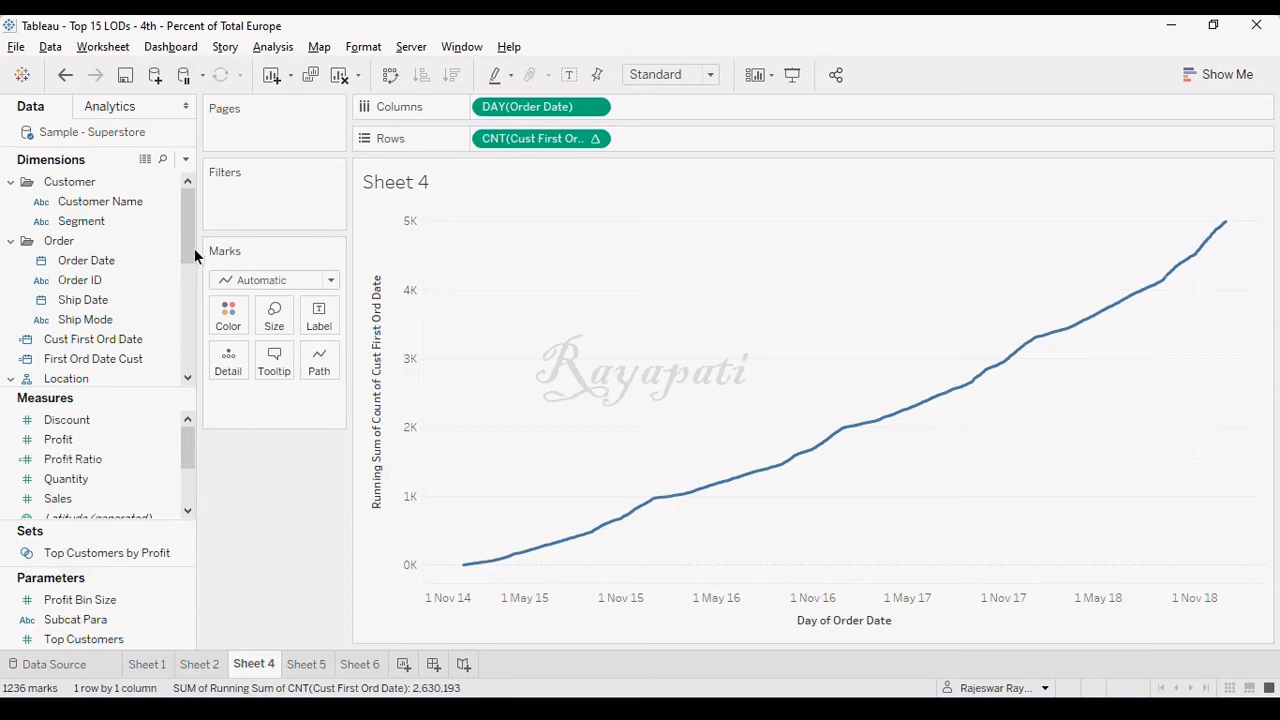 Tableau - Top 15 LODs - 4th - Percent of Total Europe
File Data Worksheet Dashboard Story Analysis Map Format Server Window Help
Standard
Show Me
Data Analytics
Pages
Columns
DAY(Order Date)
Sample - Superstore
Rows
CNT(Cust First Or..
Dimensions
Filters
Customer
Sheet 4
Abc Customer Name
Abc Segment
Order
Marks
Order Date
Abc Order ID
Automatic
Ship Date
Abc Ship Mode
Color Size Label
Cust First Ord Date
First Ord Date Cust
Detail Tooltip Path
Location
Measures
Discount
Profit
Profit Ratio
Quantity
Sales
Latitude (generated)
Sets
Top Customers by Profit
Parameters
Profit Bin Size
Abc Subcat Para
Top Customers
Running Sum of Count of Cust First Ord Date
5K
4K
3K
2K
1K
0K
Rayapati
1 Nov 14 1 May 15 1 Nov 15 1 May 16 1 Nov 16 1 May 17 1 Nov 17 1 May 18 1 Nov 18
Day of Order Date
Data Source Sheet 1 Sheet 2 Sheet 4 Sheet 5 Sheet 6
1236 marks 1 row by 1 column SUM of Running Sum of CNT(Cust First Ord Date): 2,630,193
Rajeswar Ray...